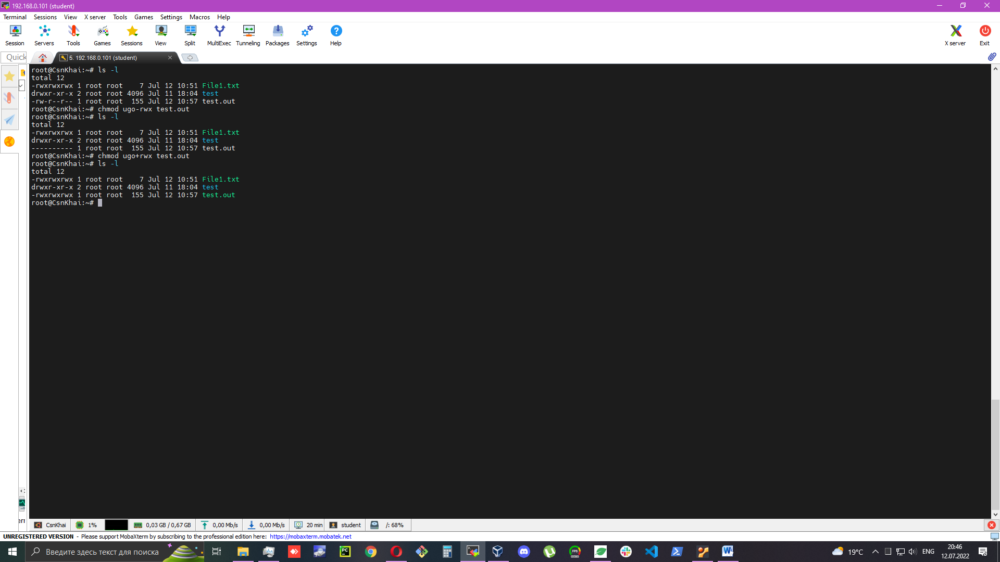 192.168.0.101 (student)
Terminal Sessions View X server Tools Games Settings Macros Help
Session Servers Tools Games Sessions View Split MultiExec Tunneling Packages Settings Help X server Exit
Quick 5. 192.168.0.101 (student)
root@CsnKhai:~# ls -l
total 12
-rwxrwxrwx 1 root root    7 Jul 12 10:51 File1.txt
drwxr-xr-x 2 root root 4096 Jul 11 18:04 test
-rw-r--r-- 1 root root  155 Jul 12 10:57 test.out
root@CsnKhai:~# chmod ugo-rwx test.out
root@CsnKhai:~# ls -l
total 12
-rwxrwxrwx 1 root root    7 Jul 12 10:51 File1.txt
drwxr-xr-x 2 root root 4096 Jul 11 18:04 test
---------- 1 root root  155 Jul 12 10:57 test.out
root@CsnKhai:~# chmod ugo+rwx test.out
root@CsnKhai:~# ls -l
total 12
-rwxrwxrwx 1 root root    7 Jul 12 10:51 File1.txt
drwxr-xr-x 2 root root 4096 Jul 11 18:04 test
-rwxrwxrwx 1 root root  155 Jul 12 10:57 test.out
root@CsnKhai:~#
CsnKhai 1% 0,03 GB / 0,67 GB 0,00 Mb/s 0,00 Mb/s 20 min student /: 68%
UNREGISTERED VERSION - Please support MobaXterm by subscribing to the professional edition here: https://mobaxterm.mobatek.net
Введите здесь текст для поиска 19°C ENG 20:46
12.07.2022